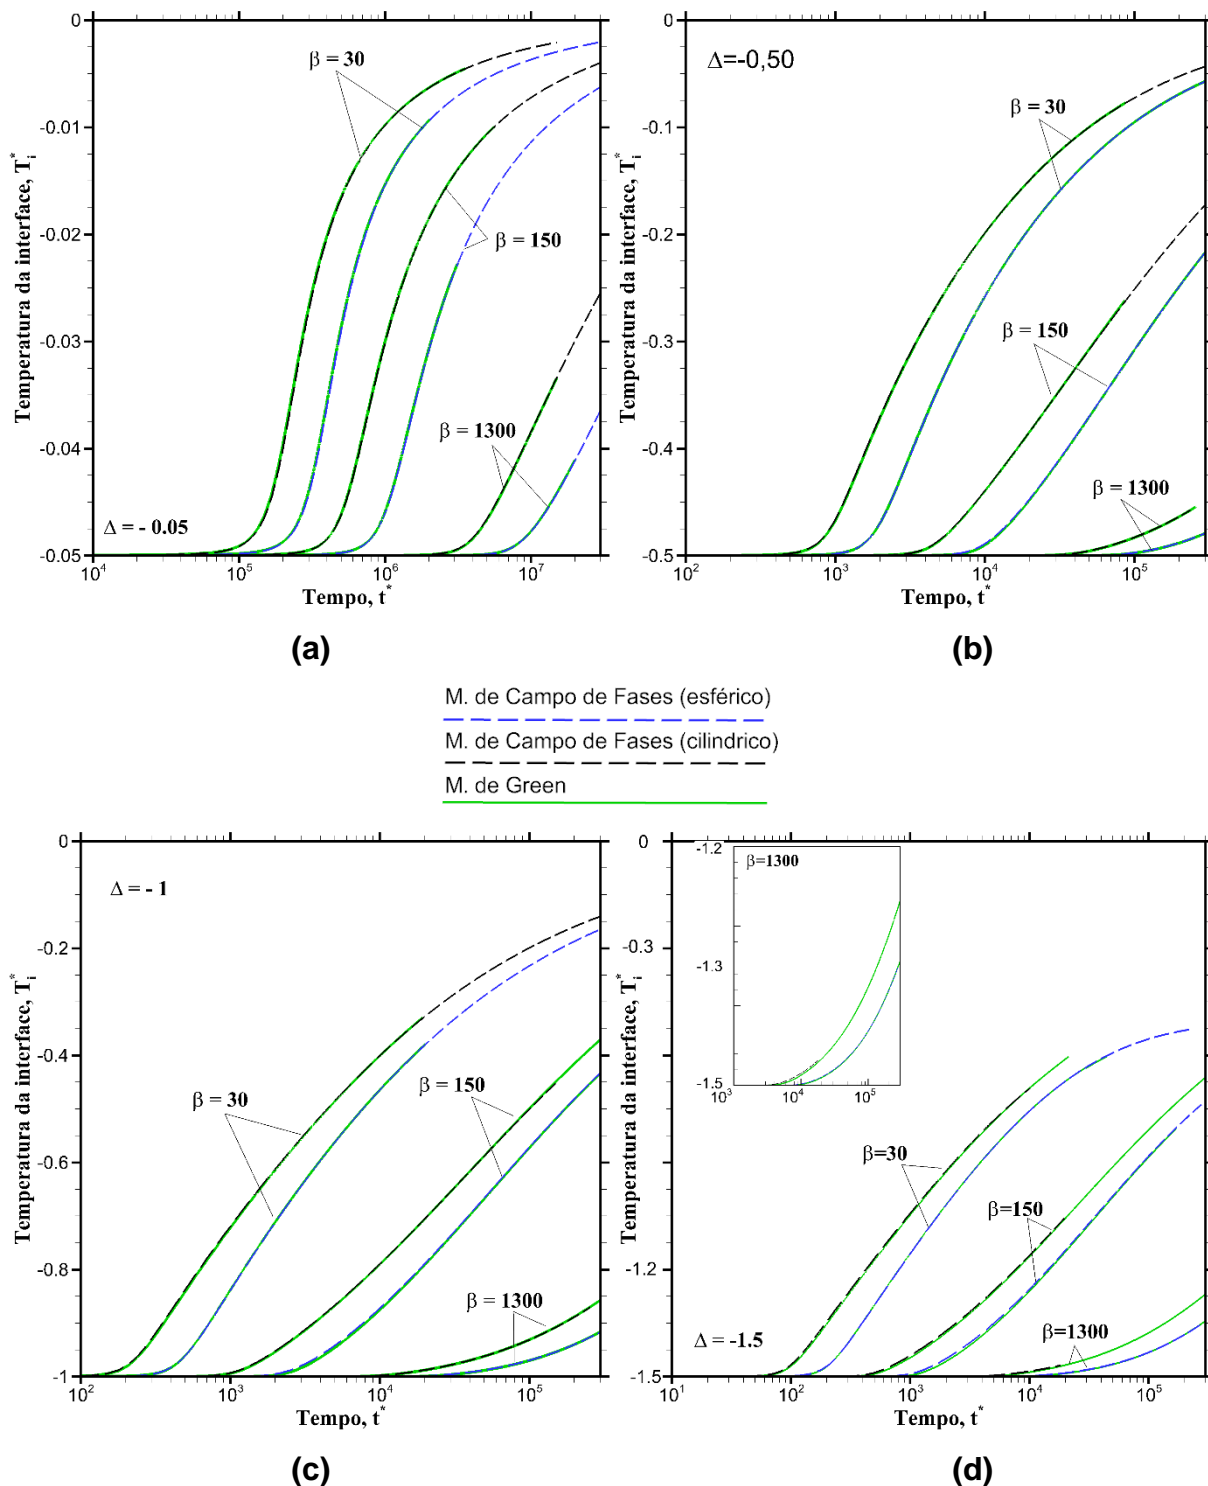 0
-0.01
-0.02
-0.03
-0.04
-0.05
Temperatura da interface, T_i^*
β = 30
β = 150
β = 1300
Δ = - 0.05
10^4
10^5
10^6
10^7
Tempo, t^*
(a)
0
-0.1
-0.2
-0.3
-0.4
-0.5
Temperatura da interface, T_i^*
Δ=-0,50
β = 30
β = 150
β = 1300
10^2
10^3
10^4
10^5
Tempo, t^*
(b)
M. de Campo de Fases (esférico)
M. de Campo de Fases (cilindrico)
M. de Green
0
-0.2
-0.4
-0.6
-0.8
-1
Temperatura da interface, T_i^*
Δ = - 1
β = 30
β = 150
β = 1300
10^2
10^3
10^4
10^5
Tempo, t^*
(c)
0
-0.3
-1.2
-1.5
Temperatura da interface, T_i^*
-1.2
-1.3
-1.5
β=1300
10^3
10^4
10^5
β=30
β=150
β=1300
Δ = -1.5
10^1
10^2
10^3
10^4
10^5
Tempo, t^*
(d)